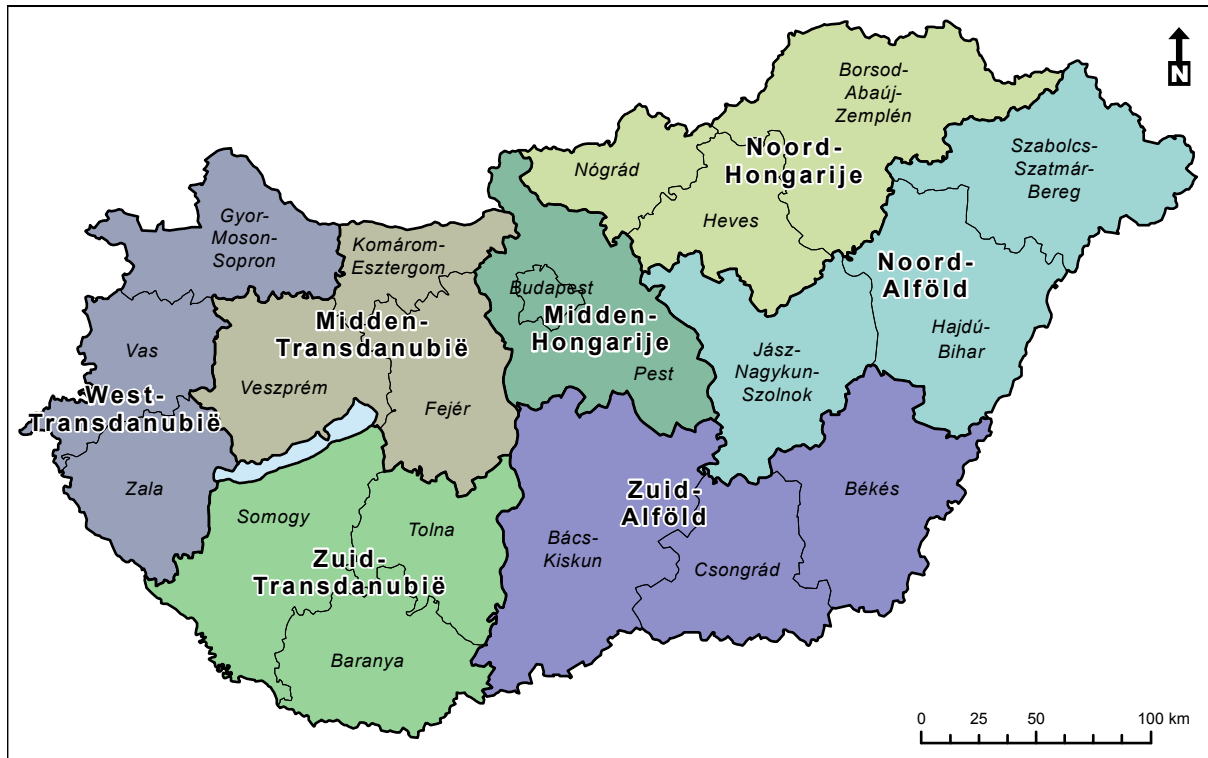 N
Borsod-
Abaúj-
Zemplén
Szabolcs-
Szatmár-
Bereg
Nógrád
Noord-
Hongarije
Heves
Gyor-
Moson-
Sopron
Komárom-
Esztergom
Noord-
Alföld
Budapest
Midden-
Hongarije
Pest
Hajdú-
Bihar
Vas
Midden-
Transdanubië
Veszprém
Fejér
Jász-
Nagykun-
Szolnok
West-
Transdanubië
Zala
Somogy
Tolna
Zuid-
Alföld
Békés
Bács-
Kiskun
Csongrád
Zuid-
Transdanubië
Baranya
0 25 50 100 km